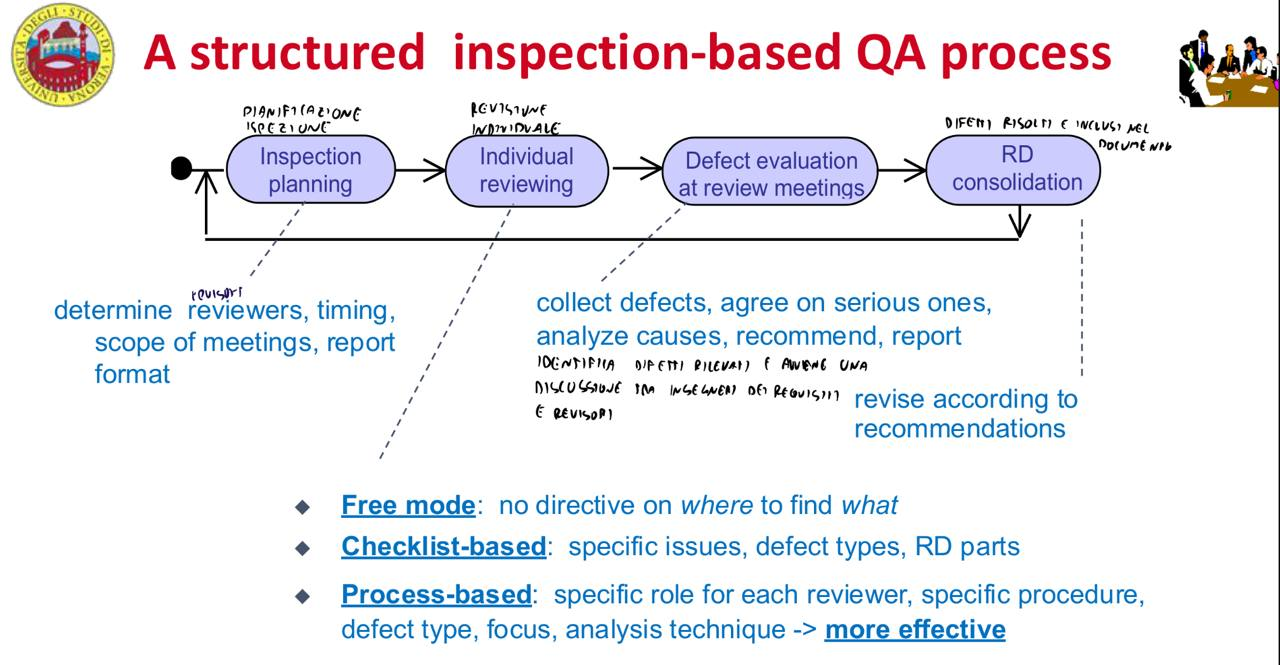 UNIVERSITÀ DEGLI STUDI DI VERONA
A structured inspection-based QA process
PIANIFICAZIONE
ISPEZIONE
REVISIONE
INDIVIDUALE
DIFETTI RISOLTI E INCLUSI NEL
DOCUMENTO
Inspection
planning
Individual
reviewing
Defect evaluation
at review meetings
RD
consolidation
revisori
determine reviewers, timing,
scope of meetings, report
format
collect defects, agree on serious ones,
analyze causes, recommend, report
IDENTIFICA DIFETTI RILEVATI E AVVIENE UNA
DISCUSSIONE TRA INGEGNERI DEI REQUISITI
E REVISORI
revise according to
recommendations
◆ Free mode: no directive on where to find what
◆ Checklist-based: specific issues, defect types, RD parts
◆ Process-based: specific role for each reviewer, specific procedure,
defect type, focus, analysis technique -> more effective